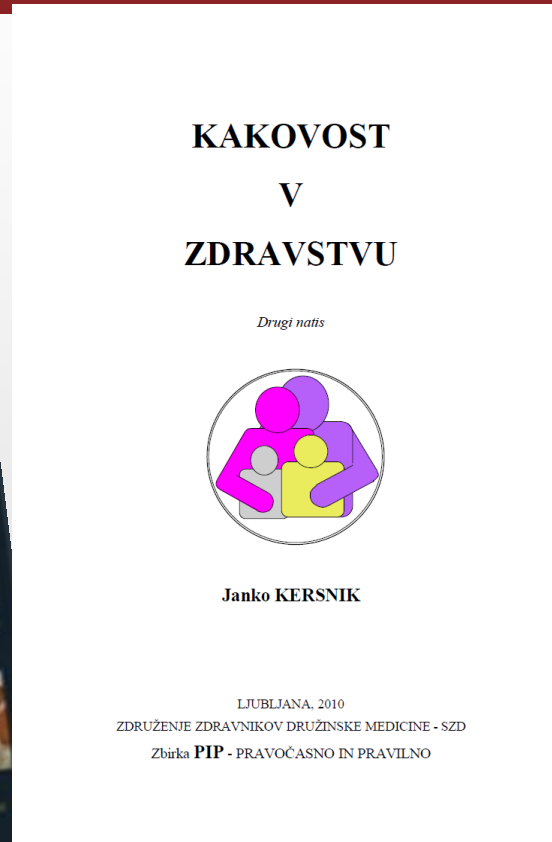 KAKOVOST
V
ZDRAVSTVU
Drugi natis
Janko KERSNIK
LJUBLJANA, 2010
ZDRUŽENJE ZDRAVNIKOV DRUŽINSKE MEDICINE - SZD
Zbirka PIP - PRAVOČASNO IN PRAVILNO